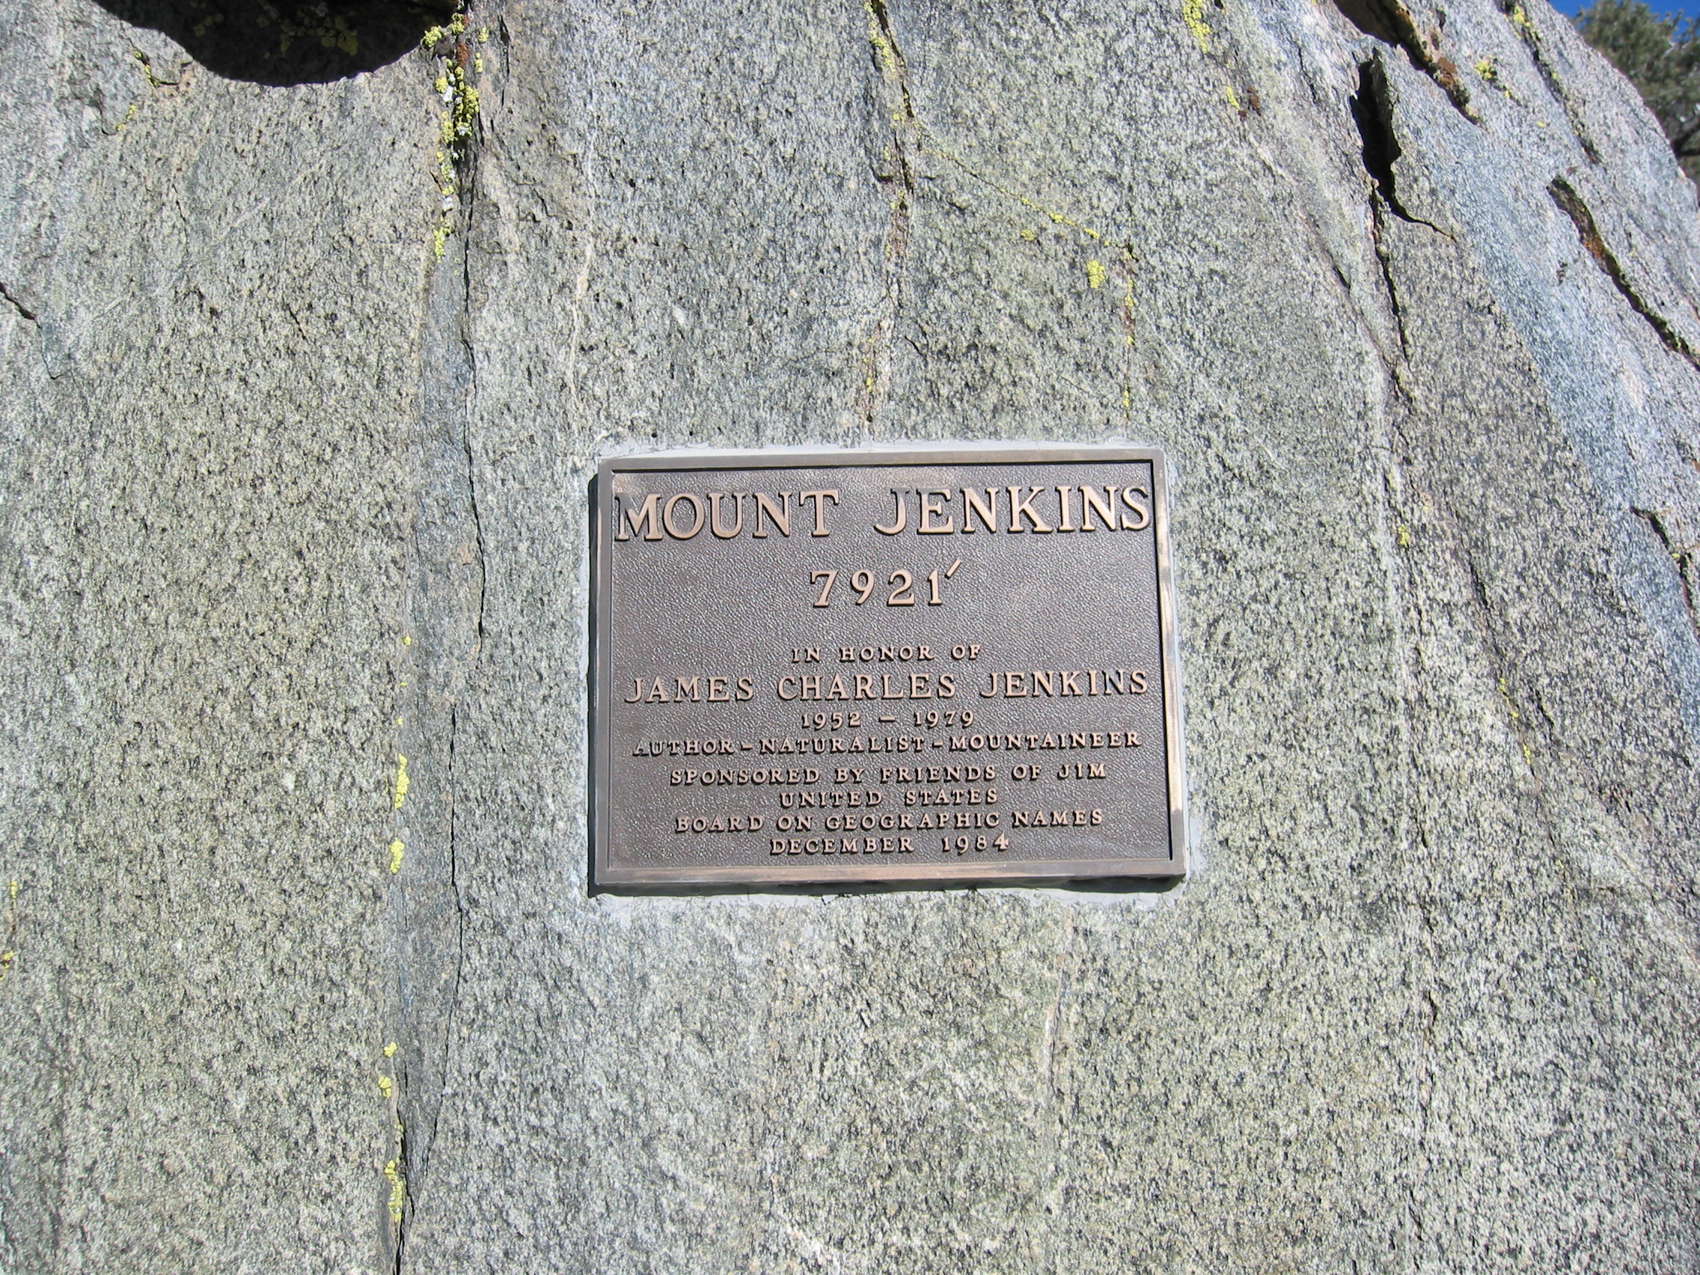 MOUNT JENKINS
7921'
IN HONOR OF
JAMES CHARLES JENKINS
1952 - 1979
AUTHOR - NATURALIST - MOUNTAINEER
SPONSORED BY FRIENDS OF JIM
UNITED STATES
BOARD ON GEOGRAPHIC NAMES
DECEMBER 1984